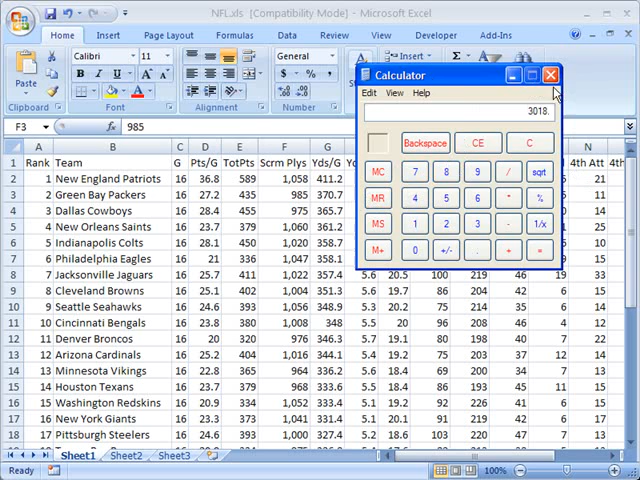 NFL.xls [Compatibility Mode] - Microsoft Excel
Home Insert Page Layout Formulas Data Review View Developer Add-Ins
Paste Calibri 11 General Insert
Clipboard Font Alignment Number
F3 985
Calculator
Edit View Help
3018.
Backspace CE C
MC 7 8 9 / sqrt
MR 4 5 6 * %
MS 1 2 3 - 1/x
M+ 0 +/- . + =
A B C D E F G N
1 Rank Team G Pts/G TotPts Scrm Plys Yds/G 4th Att 4th
2 1 New England Patriots 16 36.8 589 1,058 411.2 21
3 2 Green Bay Packers 16 27.2 435 985 370.7
4 3 Dallas Cowboys 16 28.4 455 975 365.7
5 4 New Orleans Saints 16 23.7 379 1,060 361.2
6 5 Indianapolis Colts 16 28.1 450 1,020 358.7
7 6 Philadelphia Eagles 16 21 336 1,047 358.1
8 7 Jacksonville Jaguars 16 25.7 411 1,022 357.4 5.6 20.5 100 219 46 19 33
9 8 Cleveland Browns 16 25.1 402 1,002 351.3 5.6 18.9 86 204 42 6 15
10 9 Seattle Seahawks 16 24.6 393 1,056 348.9 5.3 20.2 75 214 35 6 14
11 10 Cincinnati Bengals 16 23.8 380 1,008 348 5.5 20 96 208 46 4 12
12 11 Denver Broncos 20 320 976 346.3 5.7 19.1 80 198 40 7 22
13 12 Arizona Cardinals 16 25.2 404 1,016 344.1 5.4 19.2 75 203 37 12
14 13 Minnesota Vikings 16 22.8 365 964 336.2 5.6 18.4 69 200 34 7 13
15 14 Houston Texans 16 23.7 379 968 333.6 5.5 18.4 86 193 45 11 15
16 15 Washington Redskins 16 20.9 334 1,052 333.4 5.1 19.2 92 226 41 6 15
17 16 New York Giants 16 23.3 373 1,041 331.4 5.1 20.1 91 219 42 6 13
18 17 Pittsburgh Steelers 16 24.6 393 1,000 327.4 5.2 18.6 103 220 47 7 13
Sheet1 Sheet2 Sheet3
Ready 100%